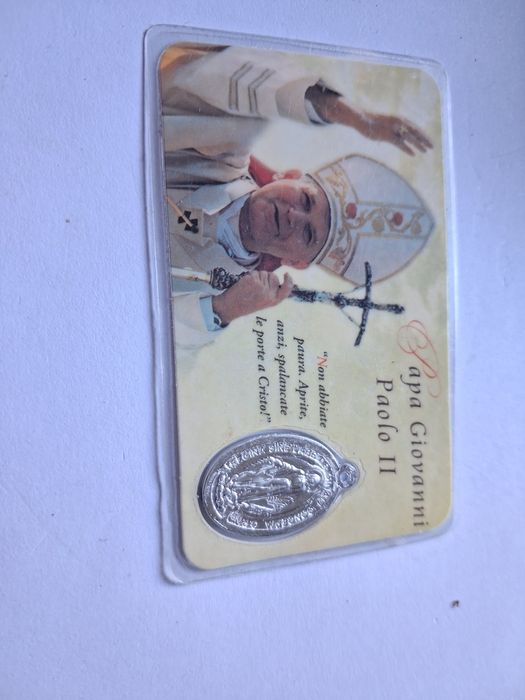 Papa Giovanni
Paolo II
“Non abbiate
paura. Aprite,
anzi, spalancate
le porte a Cristo!”